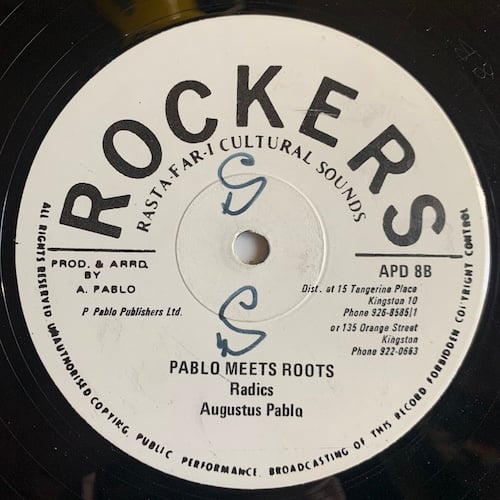 ROCKERS
RASTA-FAR-I CULTURAL SOUNDS
S
S
PROD. & ARRD.
BY
A. PABLO
P Pablo Publishers Ltd.
APD 8B
Dist. at 15 Tangerine Place
Kingston 10
Phone 926-8585/1
or 135 Orange Street
Kingston
Phone 922-0663
PABLO MEETS ROOTS
Radics
Augustus Pablo
ALL RIGHTS RESERVED UNAUTHORISED COPYING, PUBLIC PERFORMANCE, BROADCASTING OF THIS RECORD FORBIDDEN COPYRIGHT CONTROL